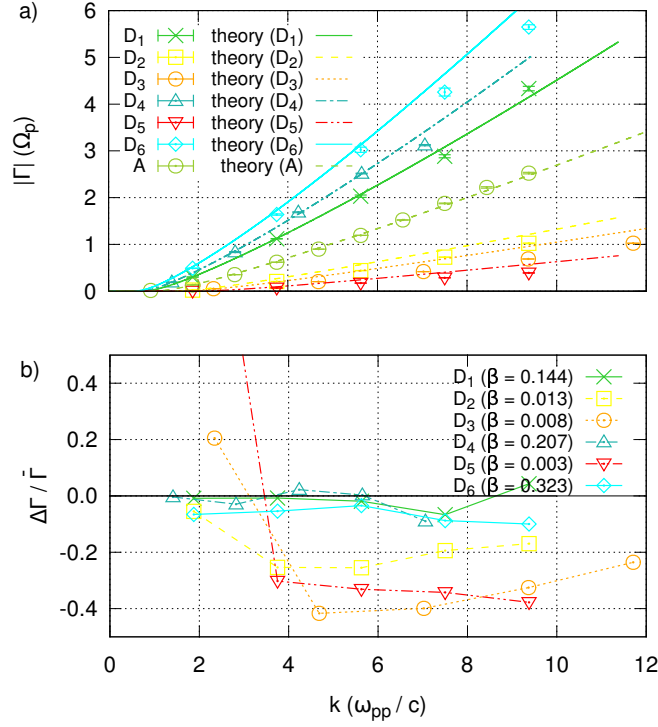 a)
6
5
4
3
2
1
0
|Γ| (Ωp)
D1 theory (D1)
D2 theory (D2)
D3 theory (D3)
D4 theory (D4)
D5 theory (D5)
D6 theory (D6)
A theory (A)
b)
0.4
0.2
0.0
-0.2
-0.4
ΔΓ / Γ̄
D1 (β = 0.144)
D2 (β = 0.013)
D3 (β = 0.008)
D4 (β = 0.207)
D5 (β = 0.003)
D6 (β = 0.323)
0 2 4 6 8 10 12
k (ωpp / c)